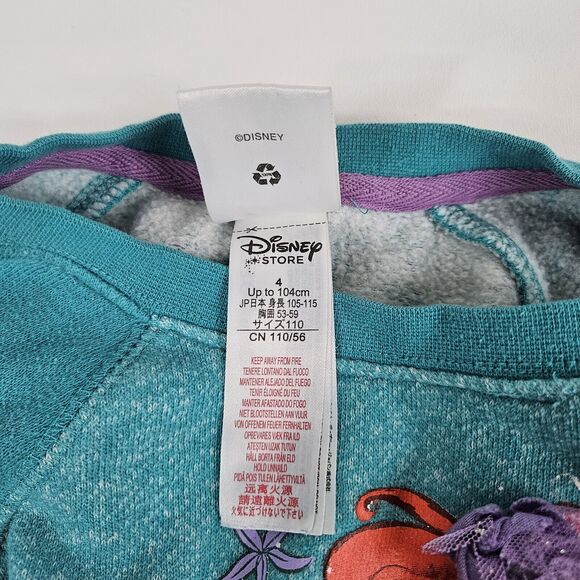 ©DISNEY
Disney
STORE
4
Up to 104cm
JP日本 身長 105-115
胸囲 53-59
サイズ110
CN 110/56
KEEP AWAY FROM FIRE
TENERE LONTANO DAL FUOCO
MANTENER ALEJADO DEL FUEGO
TENIR ÉLOIGNÉ DU FEU
MANTER AFASTADO DO FOGO
NIET BLOOTSTELLEN AAN VUUR
VON OFFENEM FEUER FERNHALTEN
OPBEVARES VÆK FRA ILD
ATEŞTEN UZAK TUTUN
HÅLL BORTA FRÅN ELD
HOLD UNNA ILD
PIDÄ POIS TULEN LÄHETTYVILTÄ
远离火源
請遠離火源
火気に近づけないで下さい